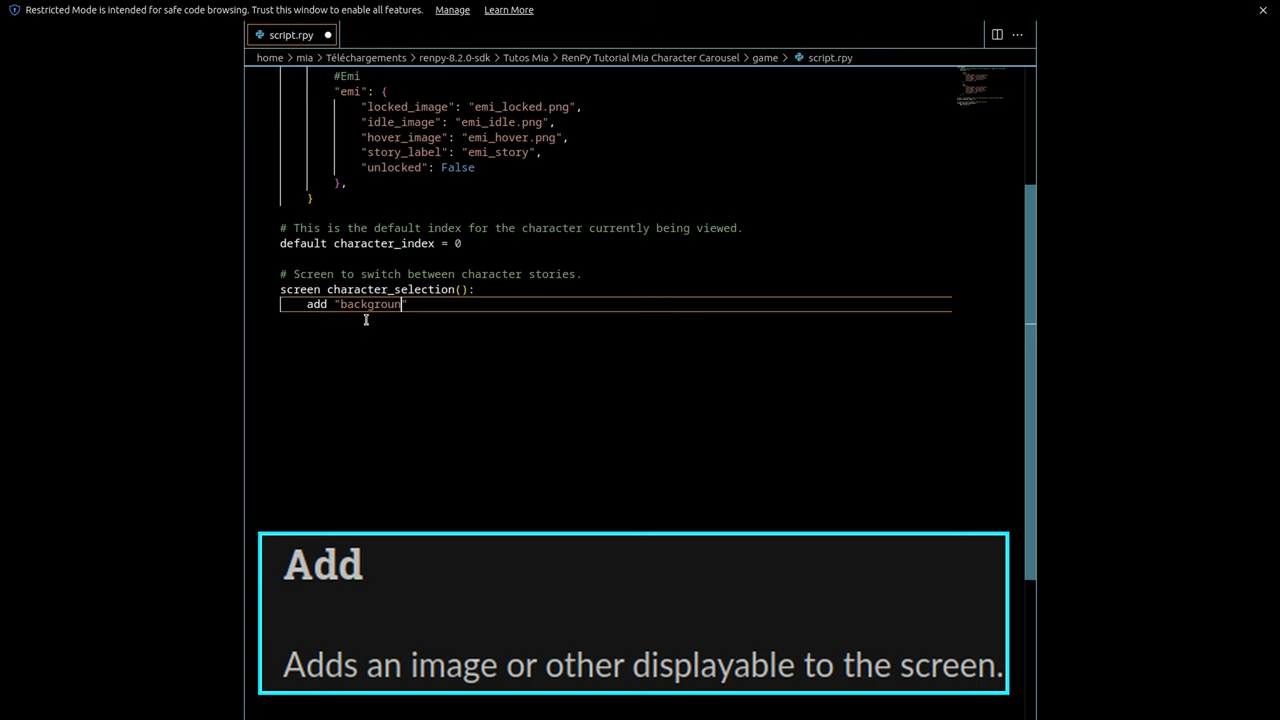 Restricted Mode is intended for safe code browsing. Trust this window to enable all features. Manage Learn More
script.rpy
home > mia > Téléchargements > renpy-8.2.0-sdk > Tutos Mia > RenPy Tutorial Mia Character Carousel > game > script.rpy
#Emi
"emi": {
"locked_image": "emi_locked.png",
"idle_image": "emi_idle.png",
"hover_image": "emi_hover.png",
"story_label": "emi_story",
"unlocked": False
},
}
# This is the default index for the character currently being viewed.
default character_index = 0
# Screen to switch between character stories.
screen character_selection():
add "backgroun"
Add
Adds an image or other displayable to the screen.